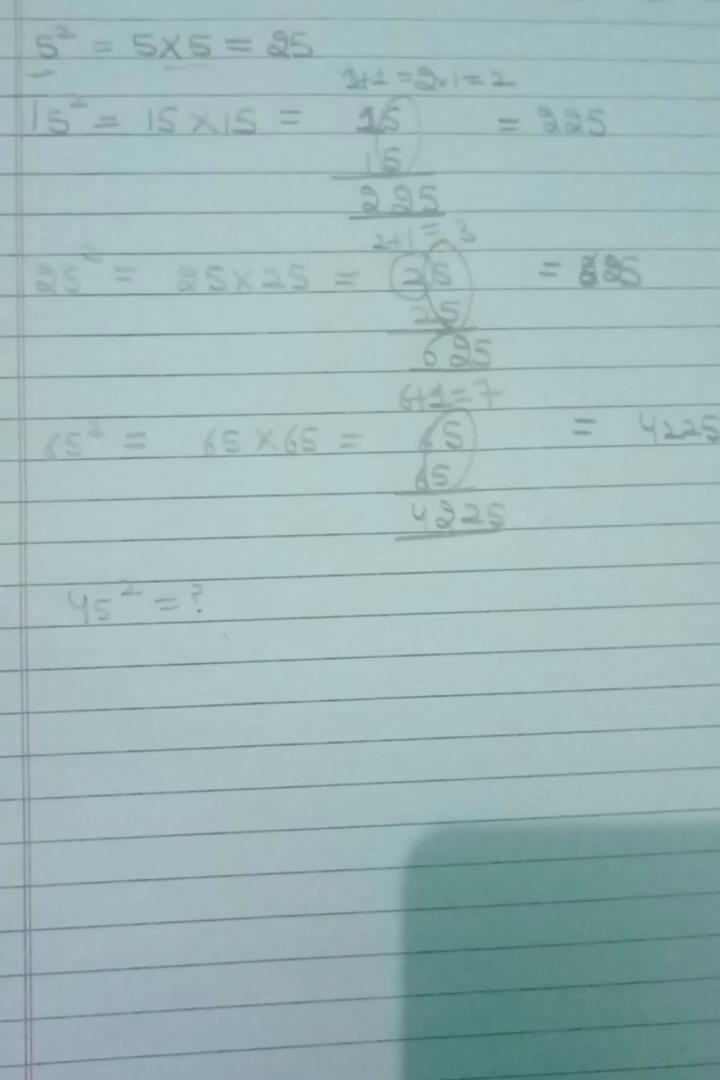 5² = 5×5 = 25
1+1 = 2×1 = 2
15² = 15×15 = 15 = 225
15
225
2+1 = 3
25² = 25×25 = 25 =
25
625
6+1=7
65² = 65×65 = 65 = 4225
65
4225
45² = ?